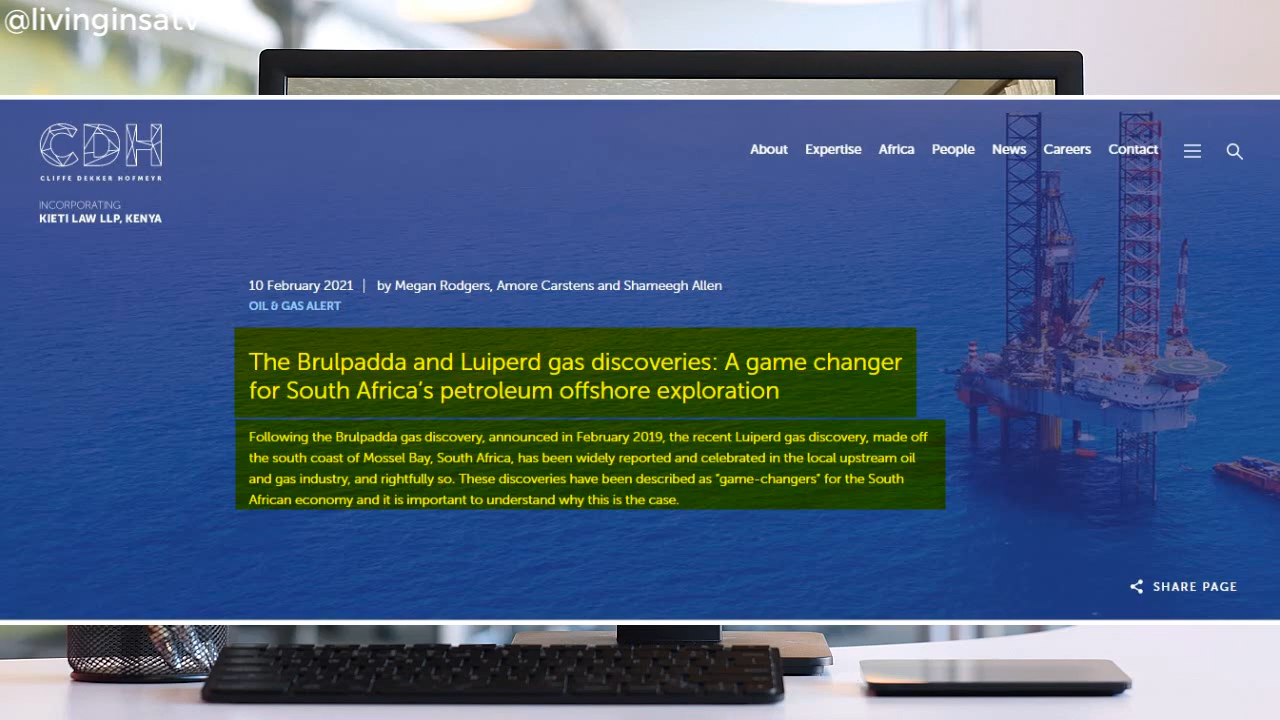 @livinginsatv
CDH
CLIFFE DEKKER HOFMEYR
INCORPORATING
KIETI LAW LLP, KENYA
About Expertise Africa People News Careers Contact
10 February 2021 | by Megan Rodgers, Amore Carstens and Shameegh Allen
OIL & GAS ALERT
The Brulpadda and Luiperd gas discoveries: A game changer
for South Africa's petroleum offshore exploration
Following the Brulpadda gas discovery, announced in February 2019, the recent Luiperd gas discovery, made off
the south coast of Mossel Bay, South Africa, has been widely reported and celebrated in the local upstream oil
and gas industry, and rightfully so. These discoveries have been described as "game-changers" for the South
African economy and it is important to understand why this is the case.
SHARE PAGE